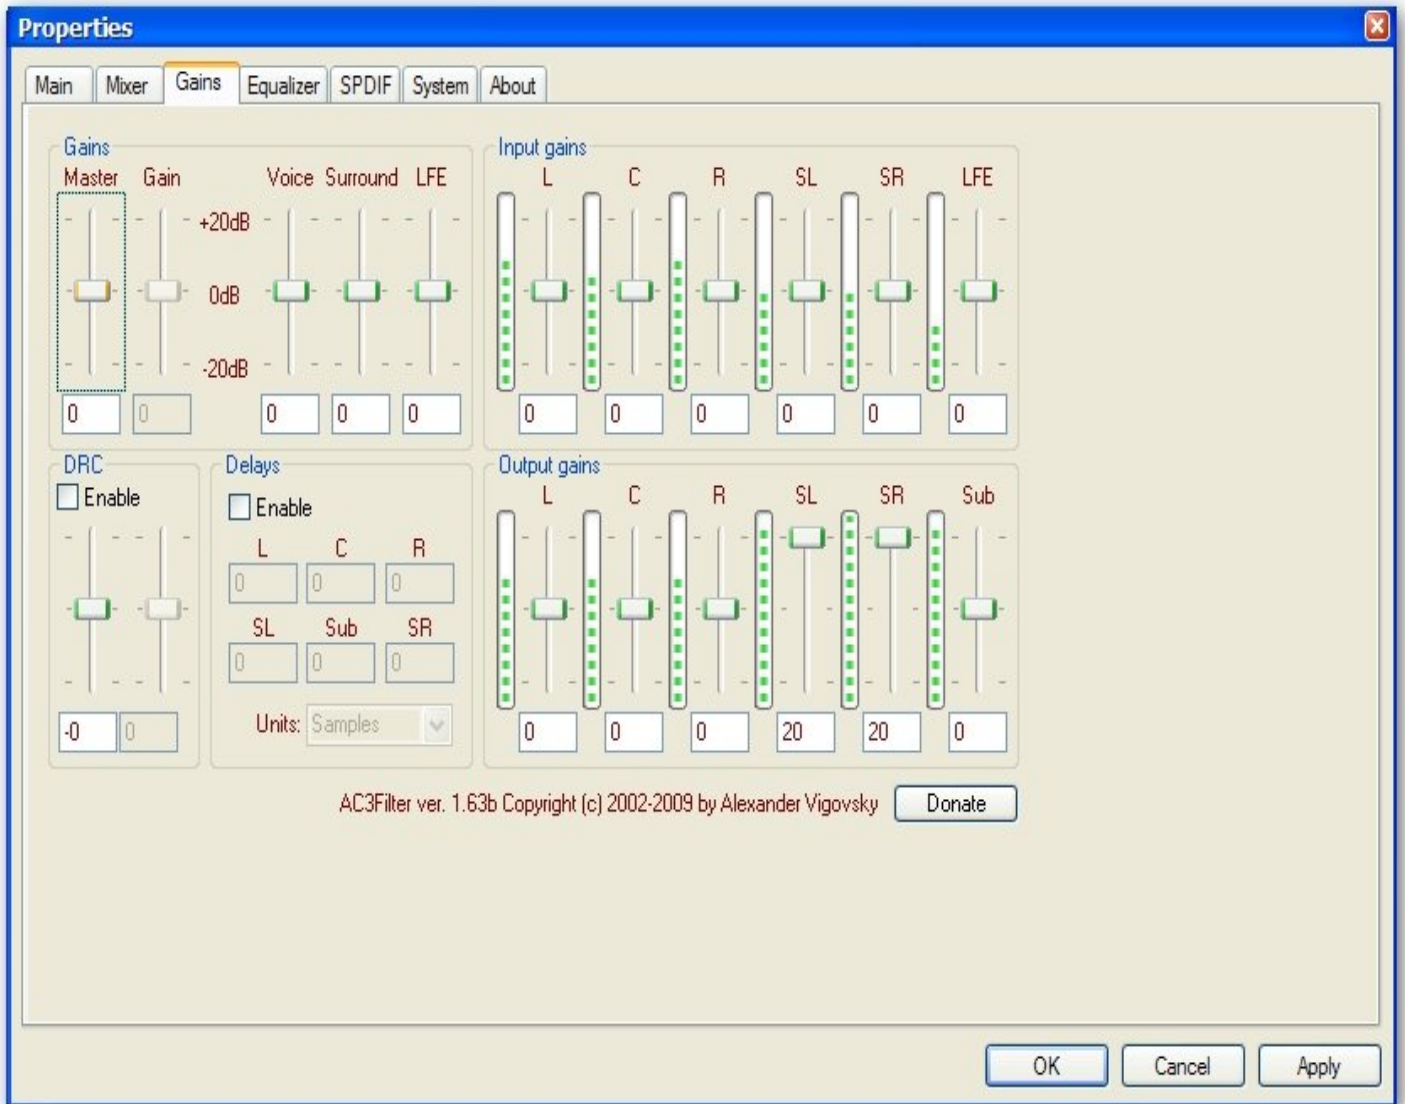 Properties
Main Mixer Gains Equalizer SPDIF System About
Gains
Master Gain Voice Surround LFE
+20dB
0dB
-20dB
0 0 0 0 0
Input gains
L C R SL SR LFE
0 0 0 0 0 0
DRC
Enable
-0 0
Delays
Enable
L C R
0 0 0
SL Sub SR
0 0 0
Units: Samples
Output gains
L C R SL SR Sub
0 0 0 20 20 0
AC3Filter ver. 1.63b Copyright (c) 2002-2009 by Alexander Vigovsky Donate
OK Cancel Apply